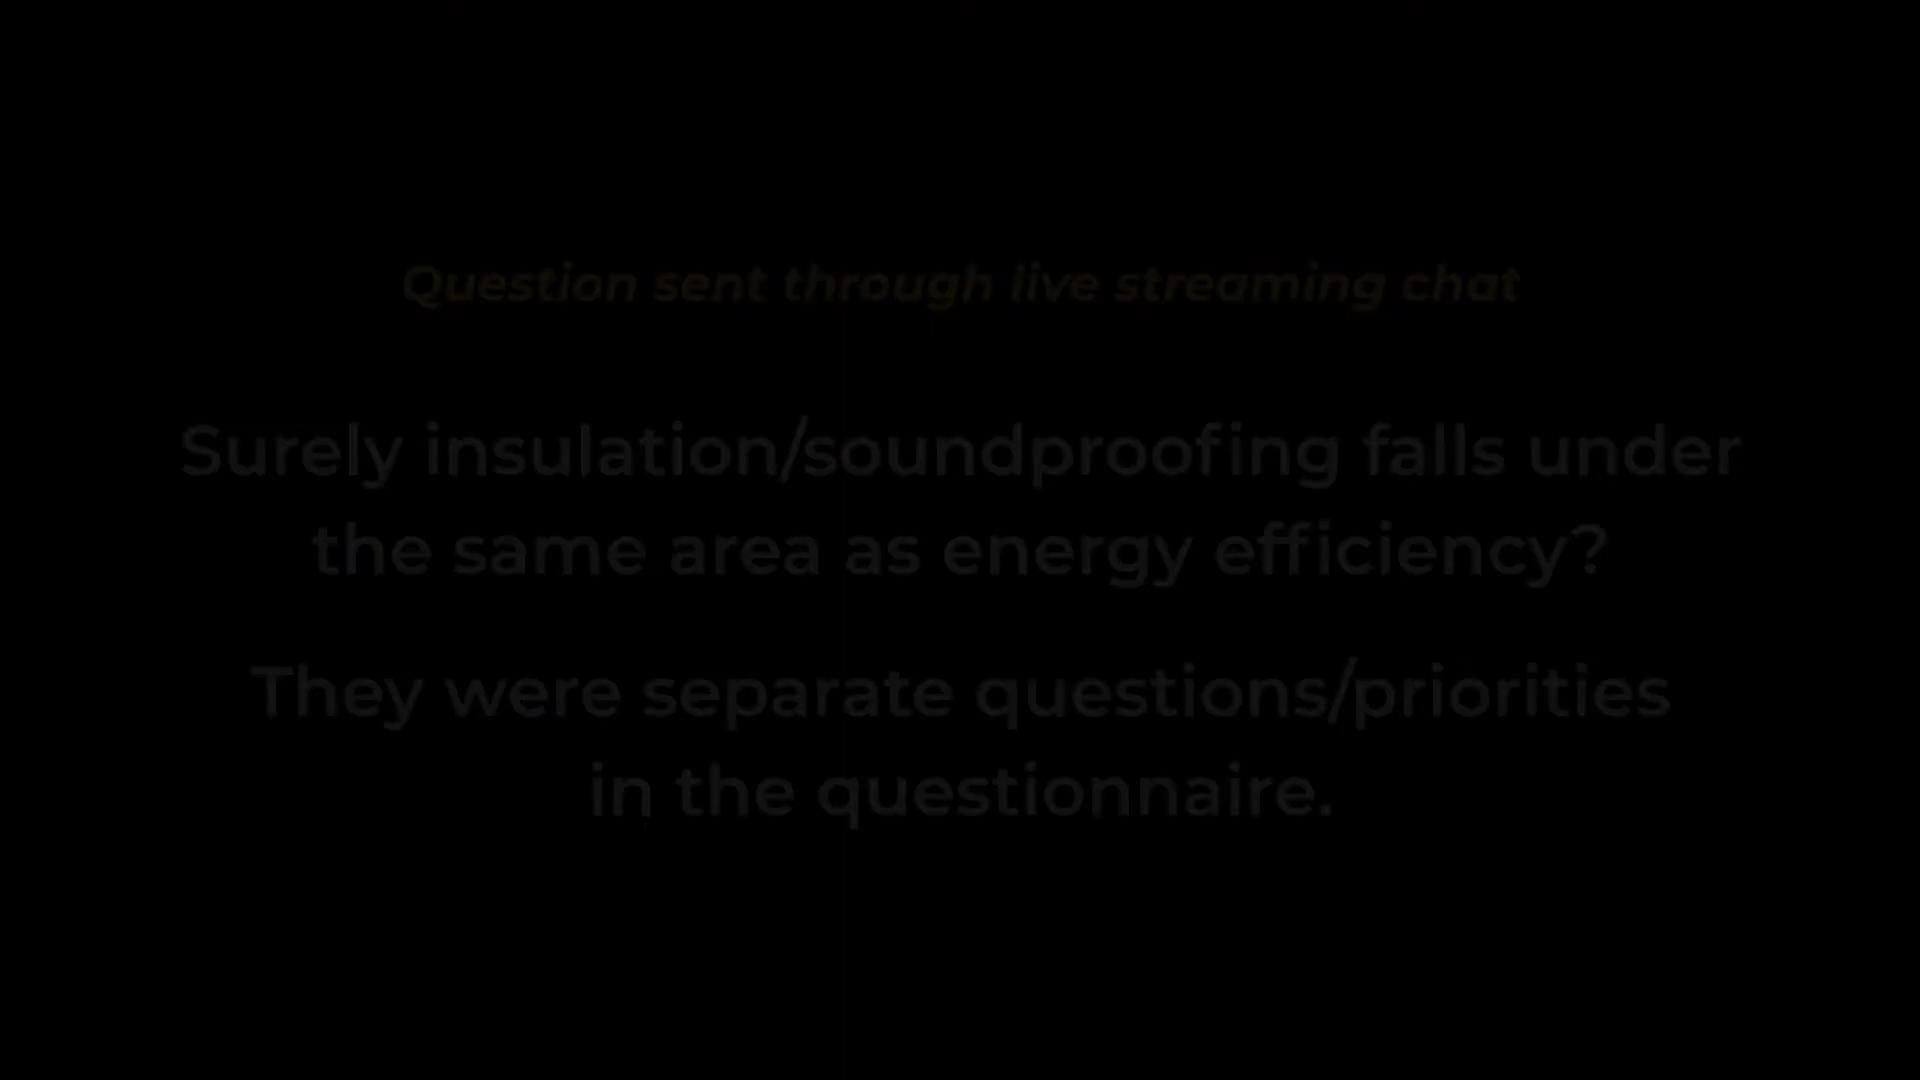 Question sent through live streaming chat
Surely insulation/soundproofing falls under
the same area as energy efficiency?
They were separate questions/priorities
in the questionnaire.